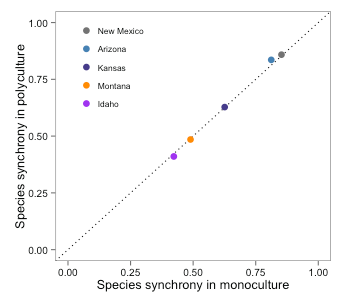 1.00
0.75
0.50
0.25
0.00
Species synchrony in polyculture
New Mexico
Arizona
Kansas
Montana
Idaho
0.00 0.25 0.50 0.75 1.00
Species synchrony in monoculture